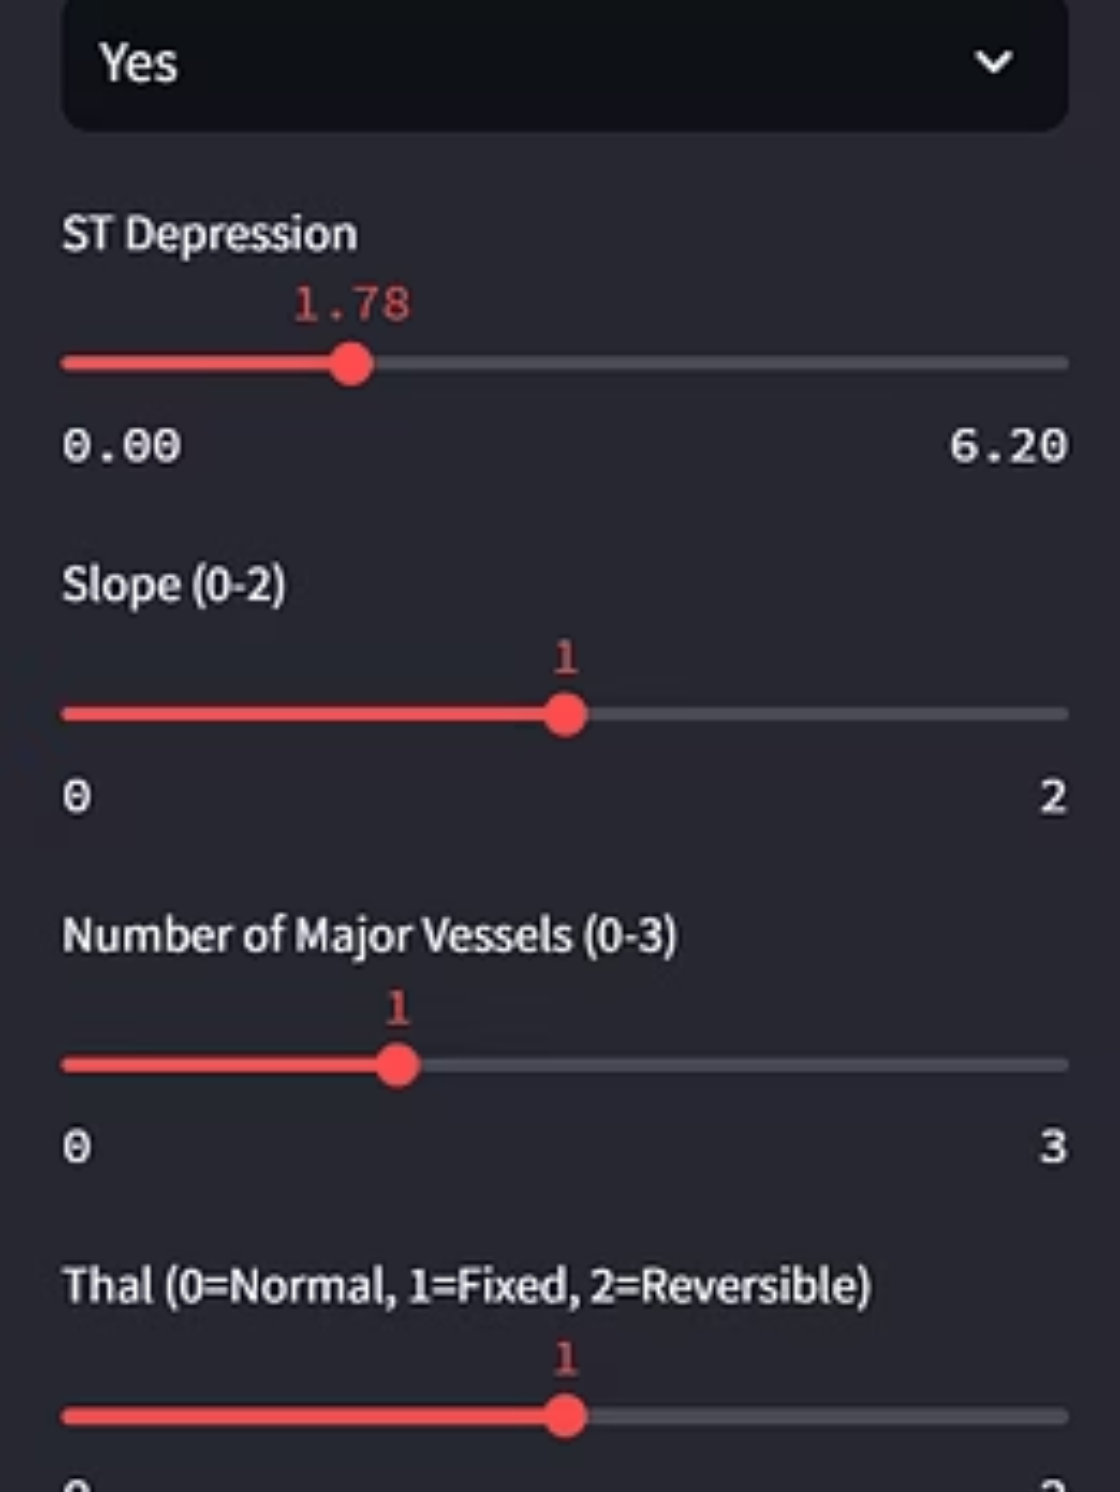 Yes
ST Depression
1.78
0.00 6.20
Slope (0-2)
1
0 2
Number of Major Vessels (0-3)
1
0 3
Thal (0=Normal, 1=Fixed, 2=Reversible)
1